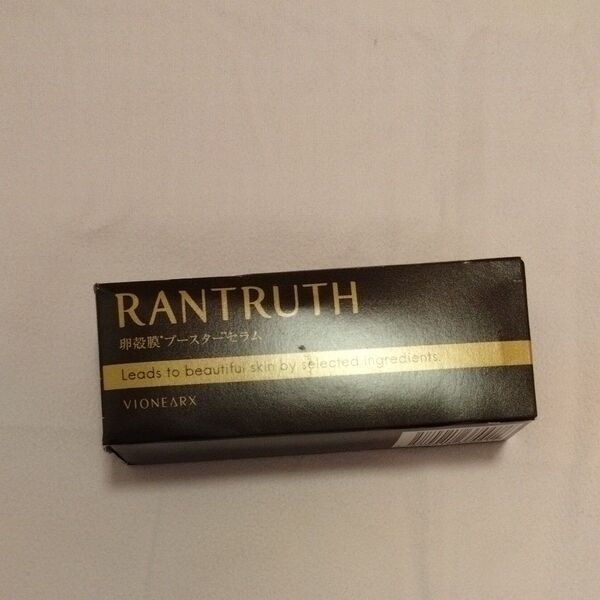 RANTRUTH
卵殻膜*ブースター*セラム
Leads to beautiful skin by selected ingredients.
VIONEARX